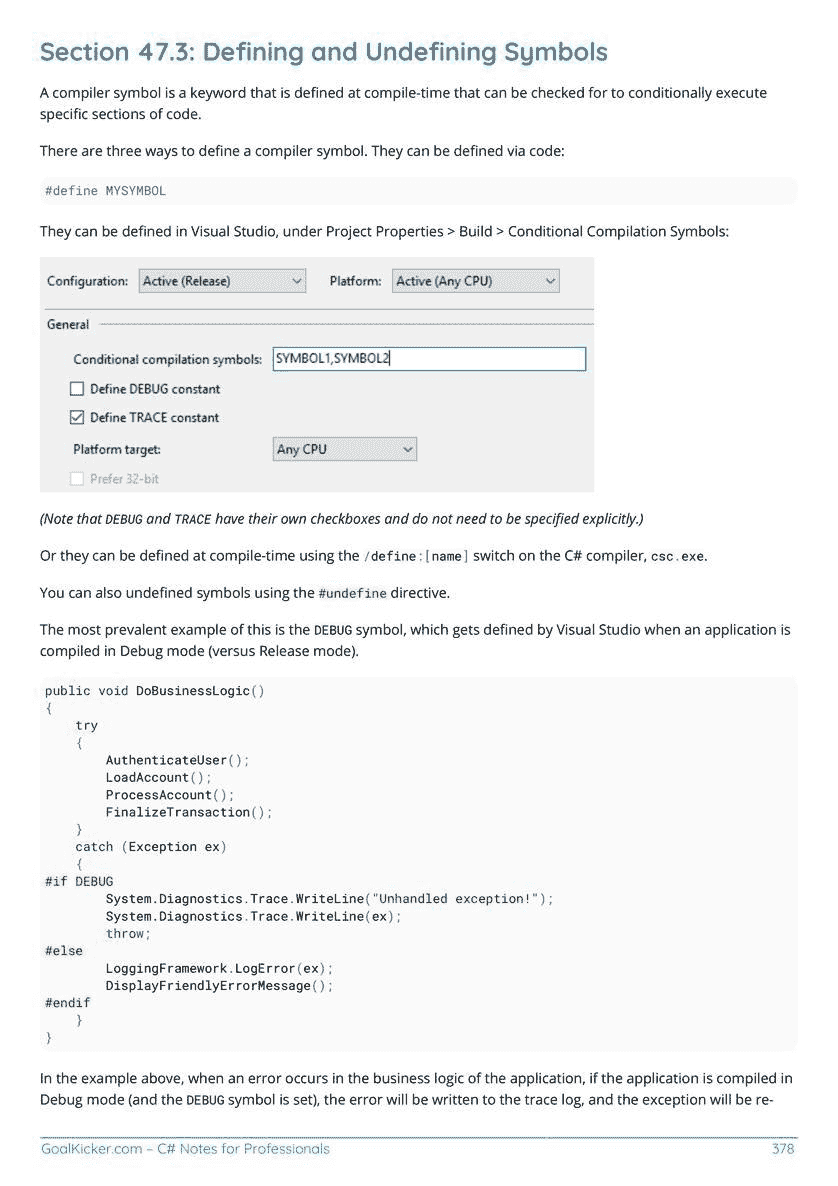 Section 47.3: Defining and Undefining Symbols
A compiler symbol is a keyword that is defined at compile-time that can be checked for to conditionally execute
specific sections of code.
There are three ways to define a compiler symbol. They can be defined via code:
#define MYSYMBOL
They can be defined in Visual Studio, under Project Properties > Build > Conditional Compilation Symbols:
Configuration: Active (Release) Platform: Active (Any CPU)
General
Conditional compilation symbols: SYMBOL1,SYMBOL2
Define DEBUG constant
Define TRACE constant
Platform target: Any CPU
Prefer 32-bit
(Note that DEBUG and TRACE have their own checkboxes and do not need to be specified explicitly.)
Or they can be defined at compile-time using the /define:[name] switch on the C# compiler, csc.exe.
You can also undefined symbols using the #undefine directive.
The most prevalent example of this is the DEBUG symbol, which gets defined by Visual Studio when an application is
compiled in Debug mode (versus Release mode).
public void DoBusinessLogic()
{
    try
    {
        AuthenticateUser();
        LoadAccount();
        ProcessAccount();
        FinalizeTransaction();
    }
    catch (Exception ex)
    {
#if DEBUG
        System.Diagnostics.Trace.WriteLine("Unhandled exception!");
        System.Diagnostics.Trace.WriteLine(ex);
        throw;
#else
        LoggingFramework.LogError(ex);
        DisplayFriendlyErrorMessage();
#endif
    }
}
In the example above, when an error occurs in the business logic of the application, if the application is compiled in
Debug mode (and the DEBUG symbol is set), the error will be written to the trace log, and the exception will be re-
GoalKicker.com – C# Notes for Professionals 378